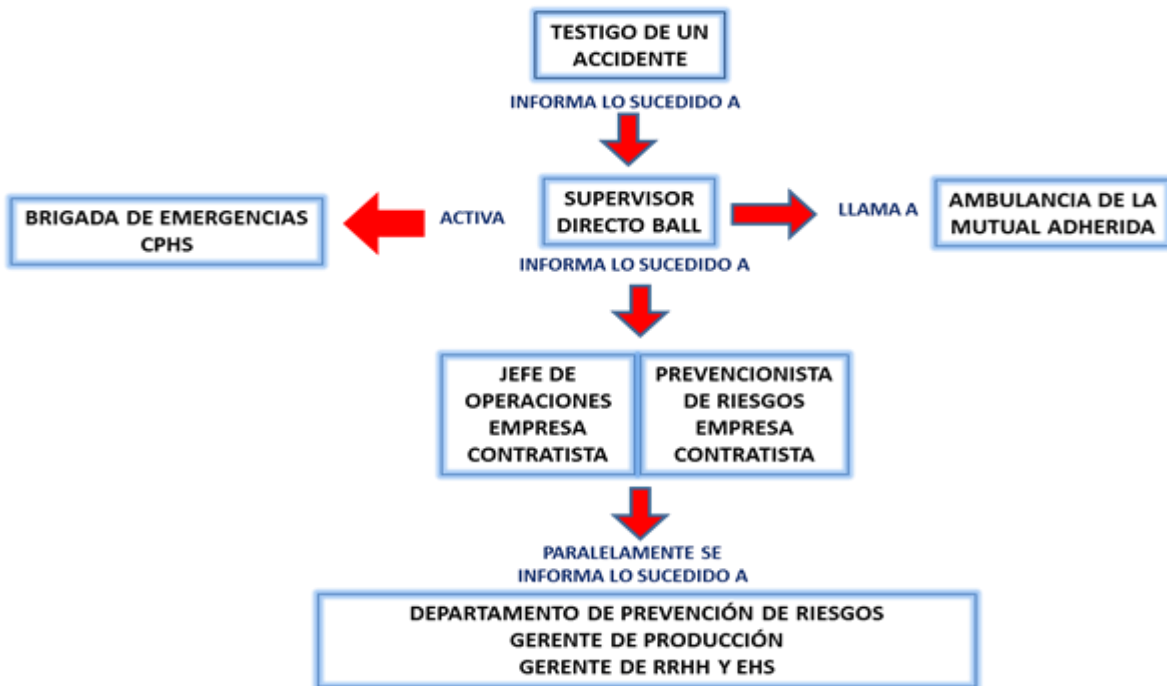 TESTIGO DE UN
ACCIDENTE
INFORMA LO SUCEDIDO A
SUPERVISOR
DIRECTO BALL
ACTIVA
BRIGADA DE EMERGENCIAS
CPHS
LLAMA A
AMBULANCIA DE LA
MUTUAL ADHERIDA
INFORMA LO SUCEDIDO A
JEFE DE
OPERACIONES
EMPRESA
CONTRATISTA
PREVENCIONISTA
DE RIESGOS
EMPRESA
CONTRATISTA
PARALELAMENTE SE
INFORMA LO SUCEDIDO A
DEPARTAMENTO DE PREVENCIÓN DE RIESGOS
GERENTE DE PRODUCCIÓN
GERENTE DE RRHH Y EHS